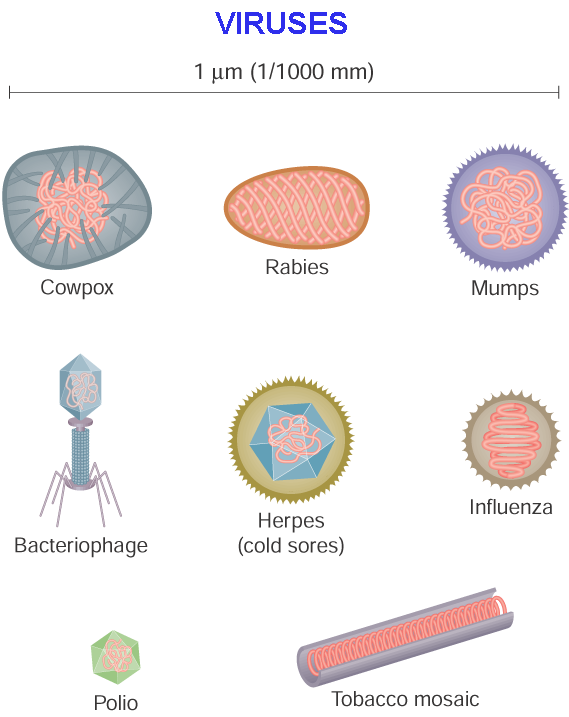 VIRUSES
1 μm (1/1000 mm)
Cowpox
Rabies
Mumps
Bacteriophage
Herpes
(cold sores)
Influenza
Polio
Tobacco mosaic